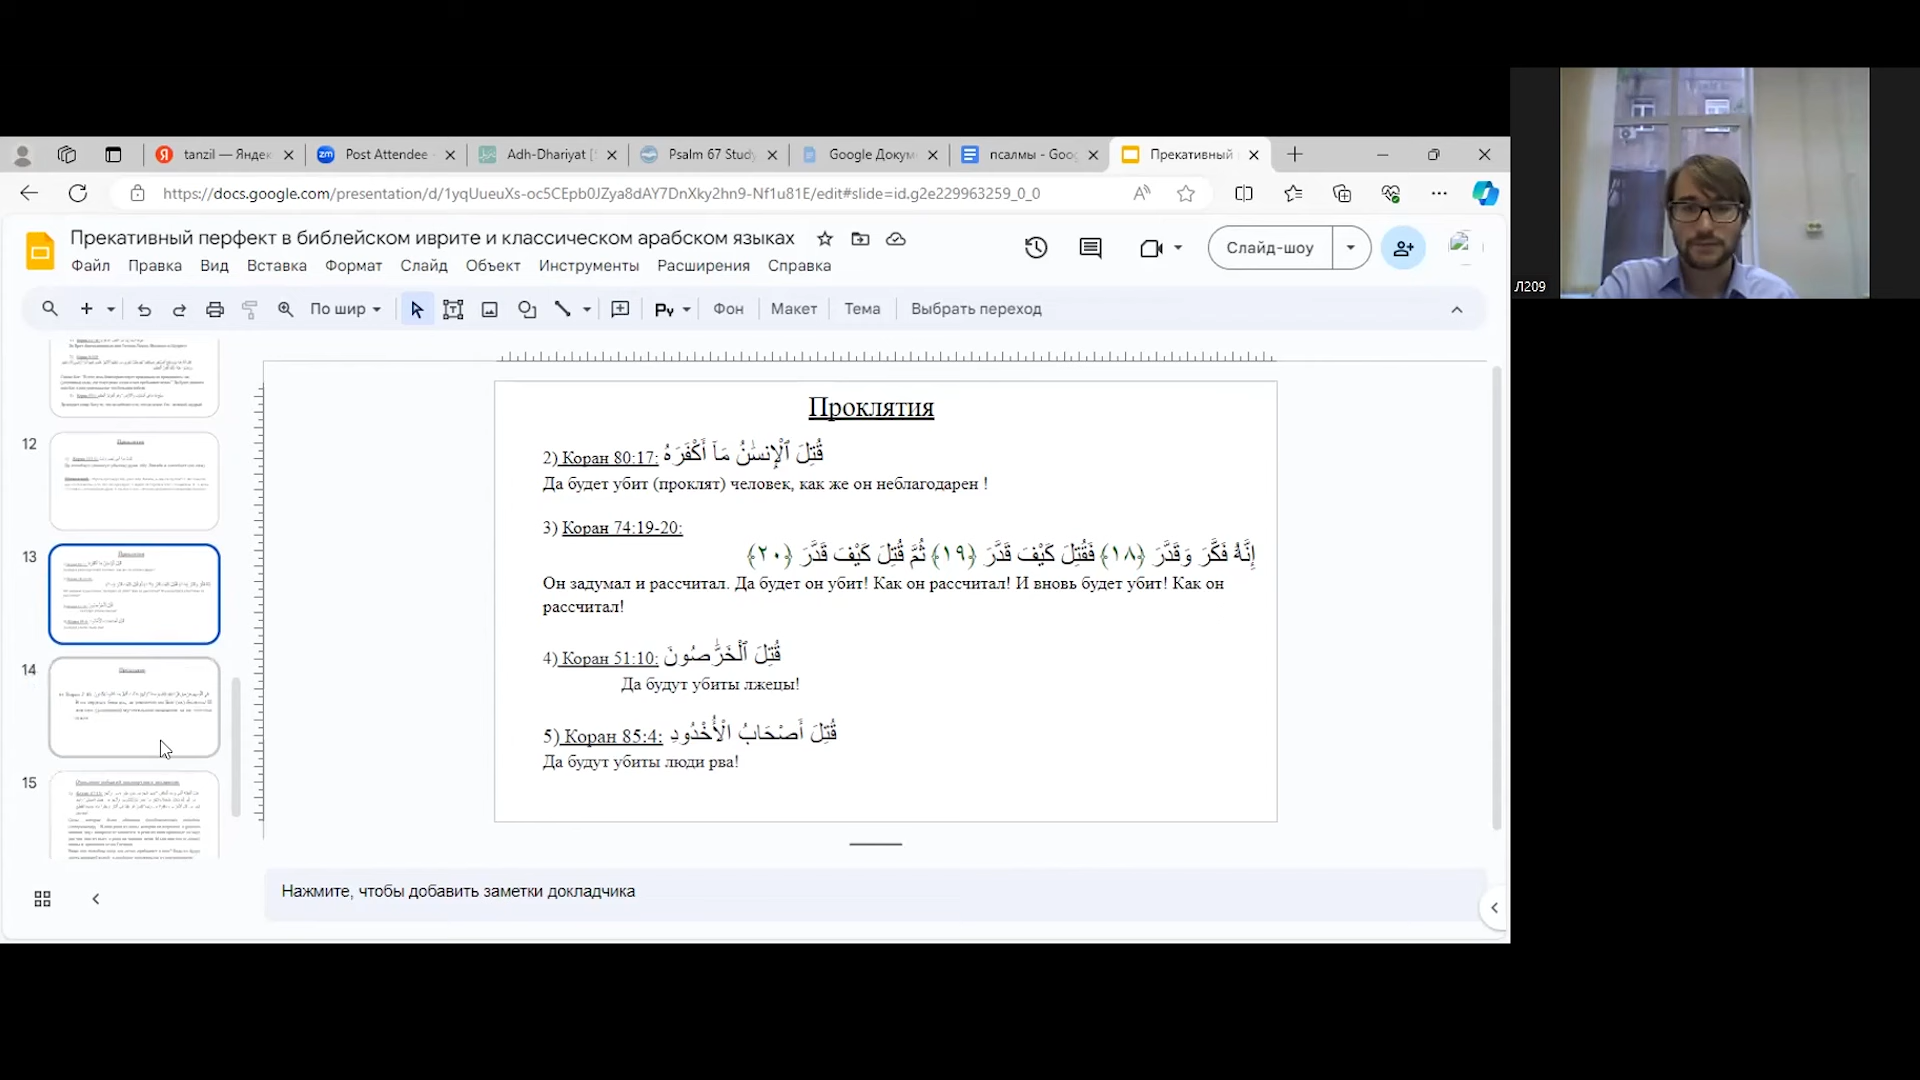 tanzil — Яндек
Post Attendee
Adh-Dhariyat [
Psalm 67 Stud
Google Докум
псалмы - Goo
Прекативный
https://docs.google.com/presentation/d/1yqUueuXs-oc5CEpb0JZya8dAY7DnXky2hn9-Nf1u81E/edit#slide=id.g2e229963259_0_0
Прекативный перфект в библейском иврите и классическом арабском языках
Файл Правка Вид Вставка Формат Слайд Объект Инструменты Расширения Справка
Слайд-шоу
По шир
Фон Макет Тема Выбрать переход
12
13
14
15
Проклятия
2) Коран 80:17: قُتِلَ ٱلْإِنسَٰنُ مَآ أَكْفَرَهُ
Да будет убит (проклят) человек, как же он неблагодарен !
3) Коран 74:19-20:
إِنَّهُ فَكَّرَ وَقَدَّرَ ﴿١٨﴾ فَقُتِلَ كَيْفَ قَدَّرَ ﴿١٩﴾ ثُمَّ قُتِلَ كَيْفَ قَدَّرَ ﴿٢٠﴾
Он задумал и рассчитал. Да будет он убит! Как он рассчитал! И вновь будет убит! Как он
рассчитал!
4) Коран 51:10: قُتِلَ ٱلْخَرَّٰصُونَ
Да будут убиты лжецы!
5) Коран 85:4: قُتِلَ أَصْحَابُ الْأُخْدُودِ
Да будут убиты люди рва!
Нажмите, чтобы добавить заметки докладчика
Л209